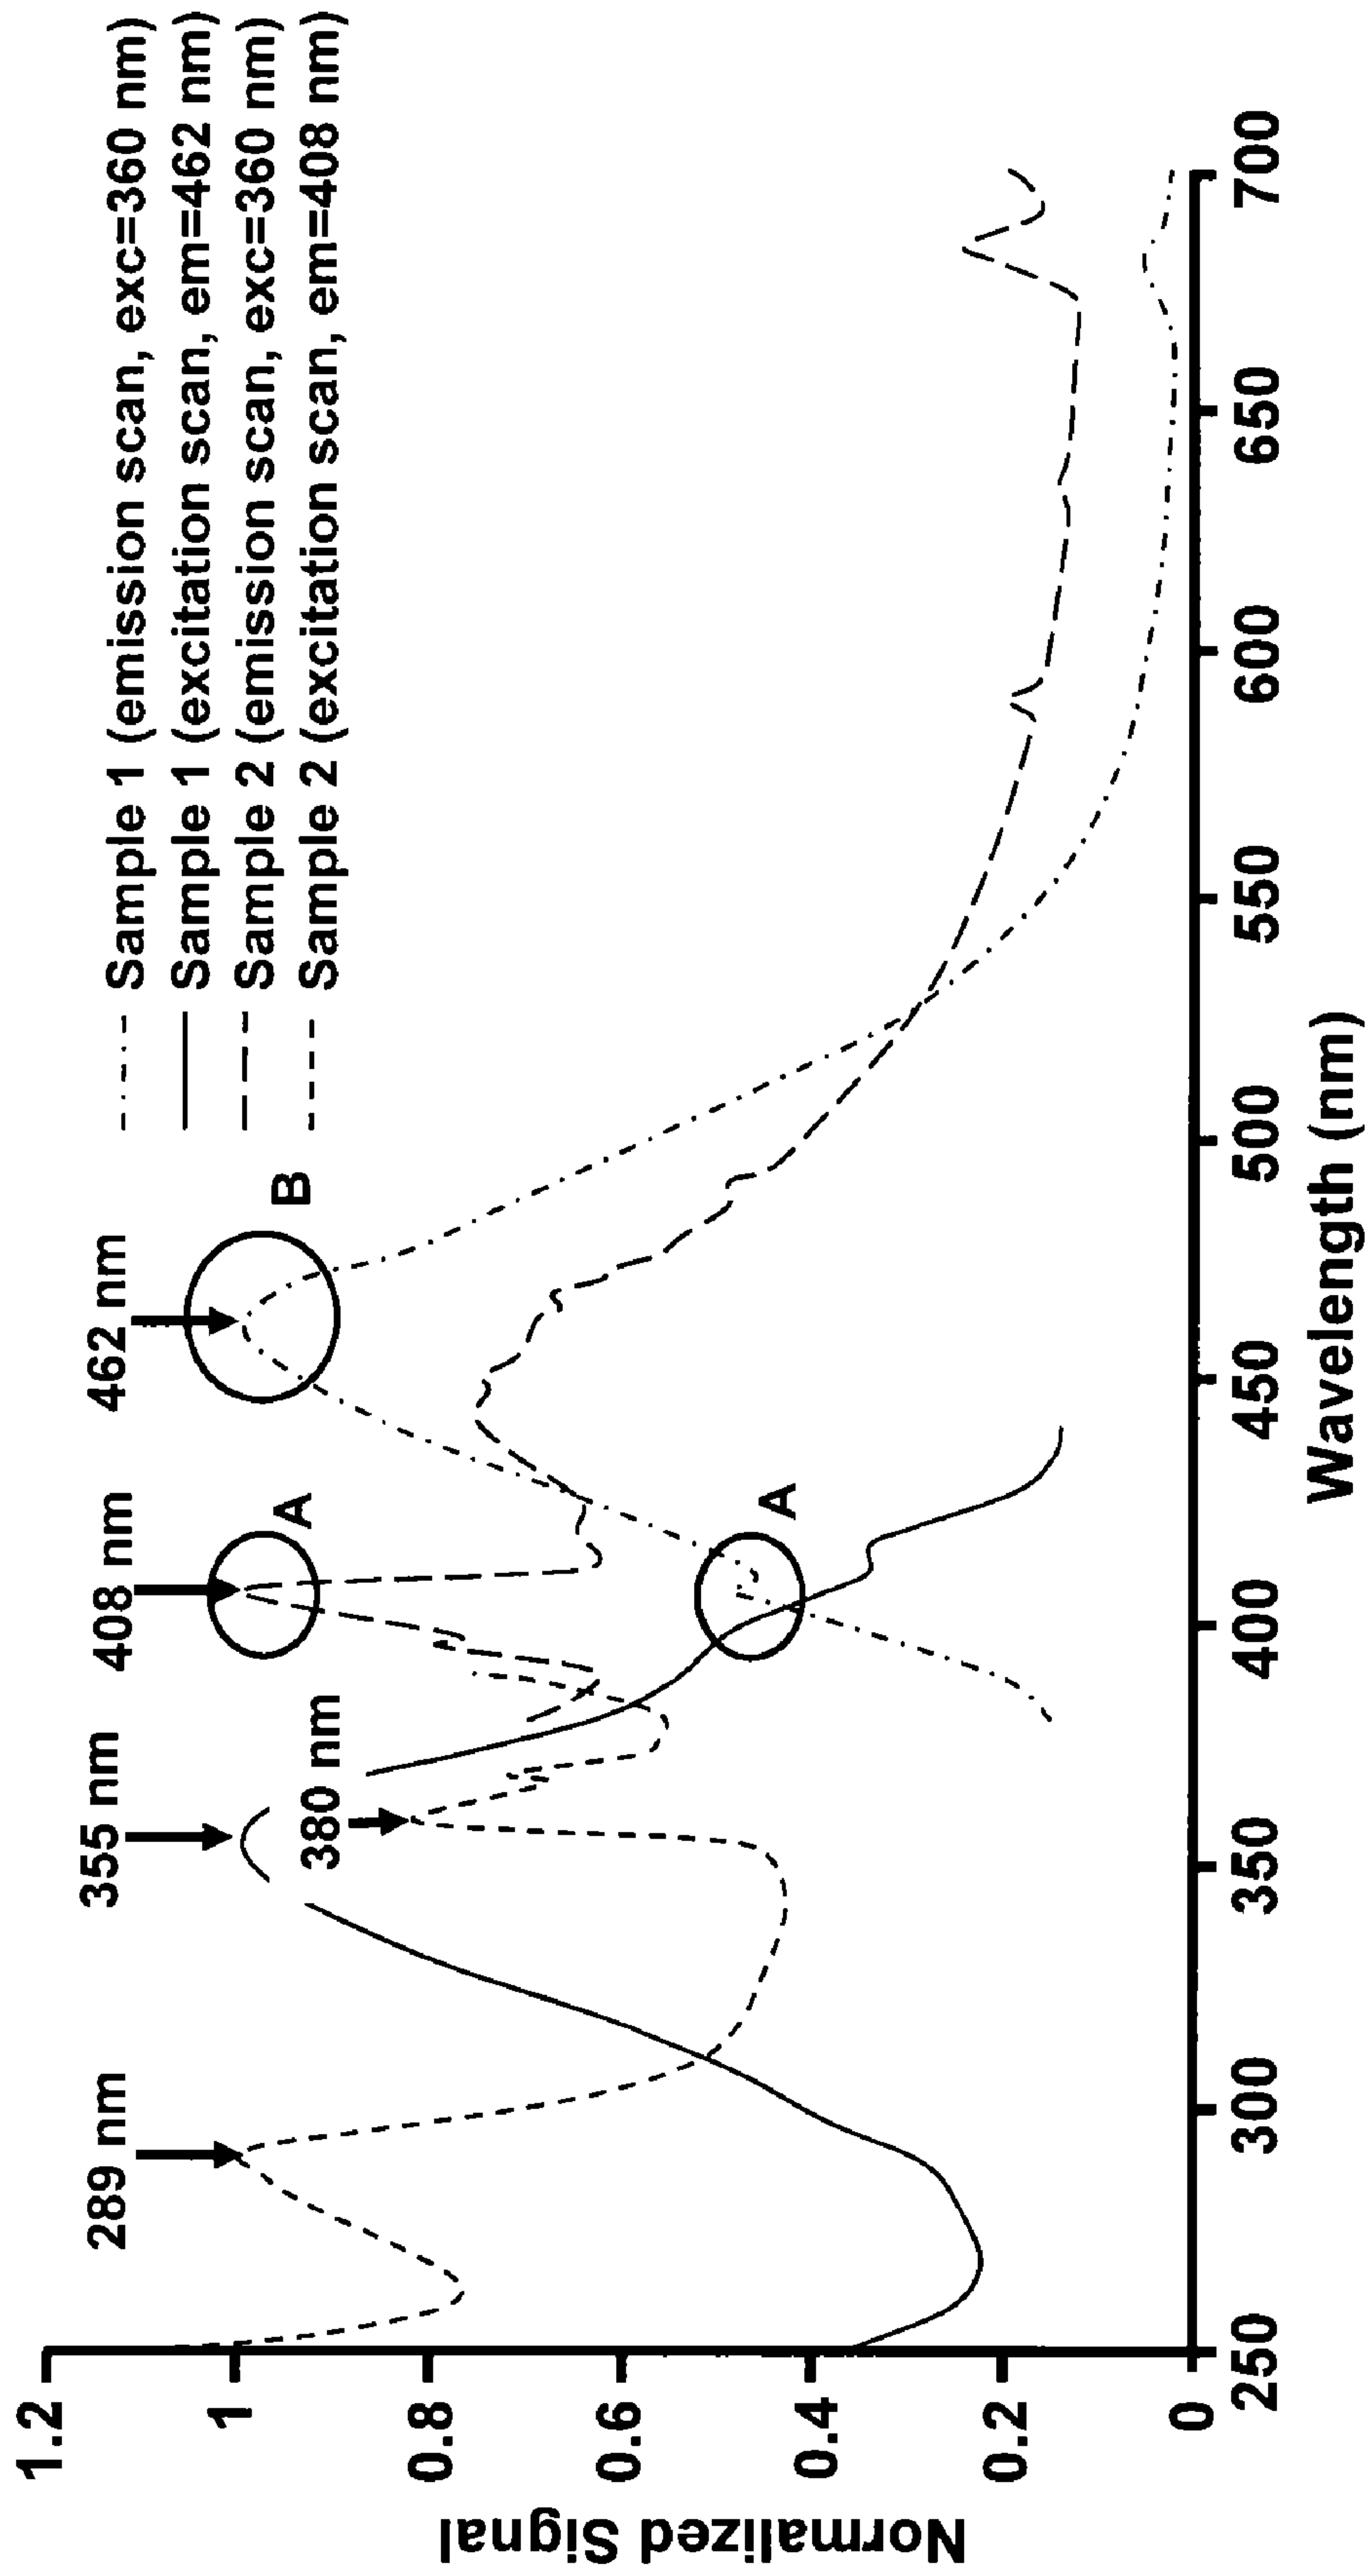 Sample 1 (emission scan, exc=360 nm)
Sample 1 (excitation scan, em=462 nm)
Sample 2 (emission scan, exc=360 nm)
Sample 2 (excitation scan, em=408 nm)
289 nm
355 nm
380 nm
408 nm
462 nm
A
B
A
1.2
1
0.8
0.6
0.4
0.2
0
Normalized Signal
250
300
350
400
450
500
550
600
650
700
Wavelength (nm)